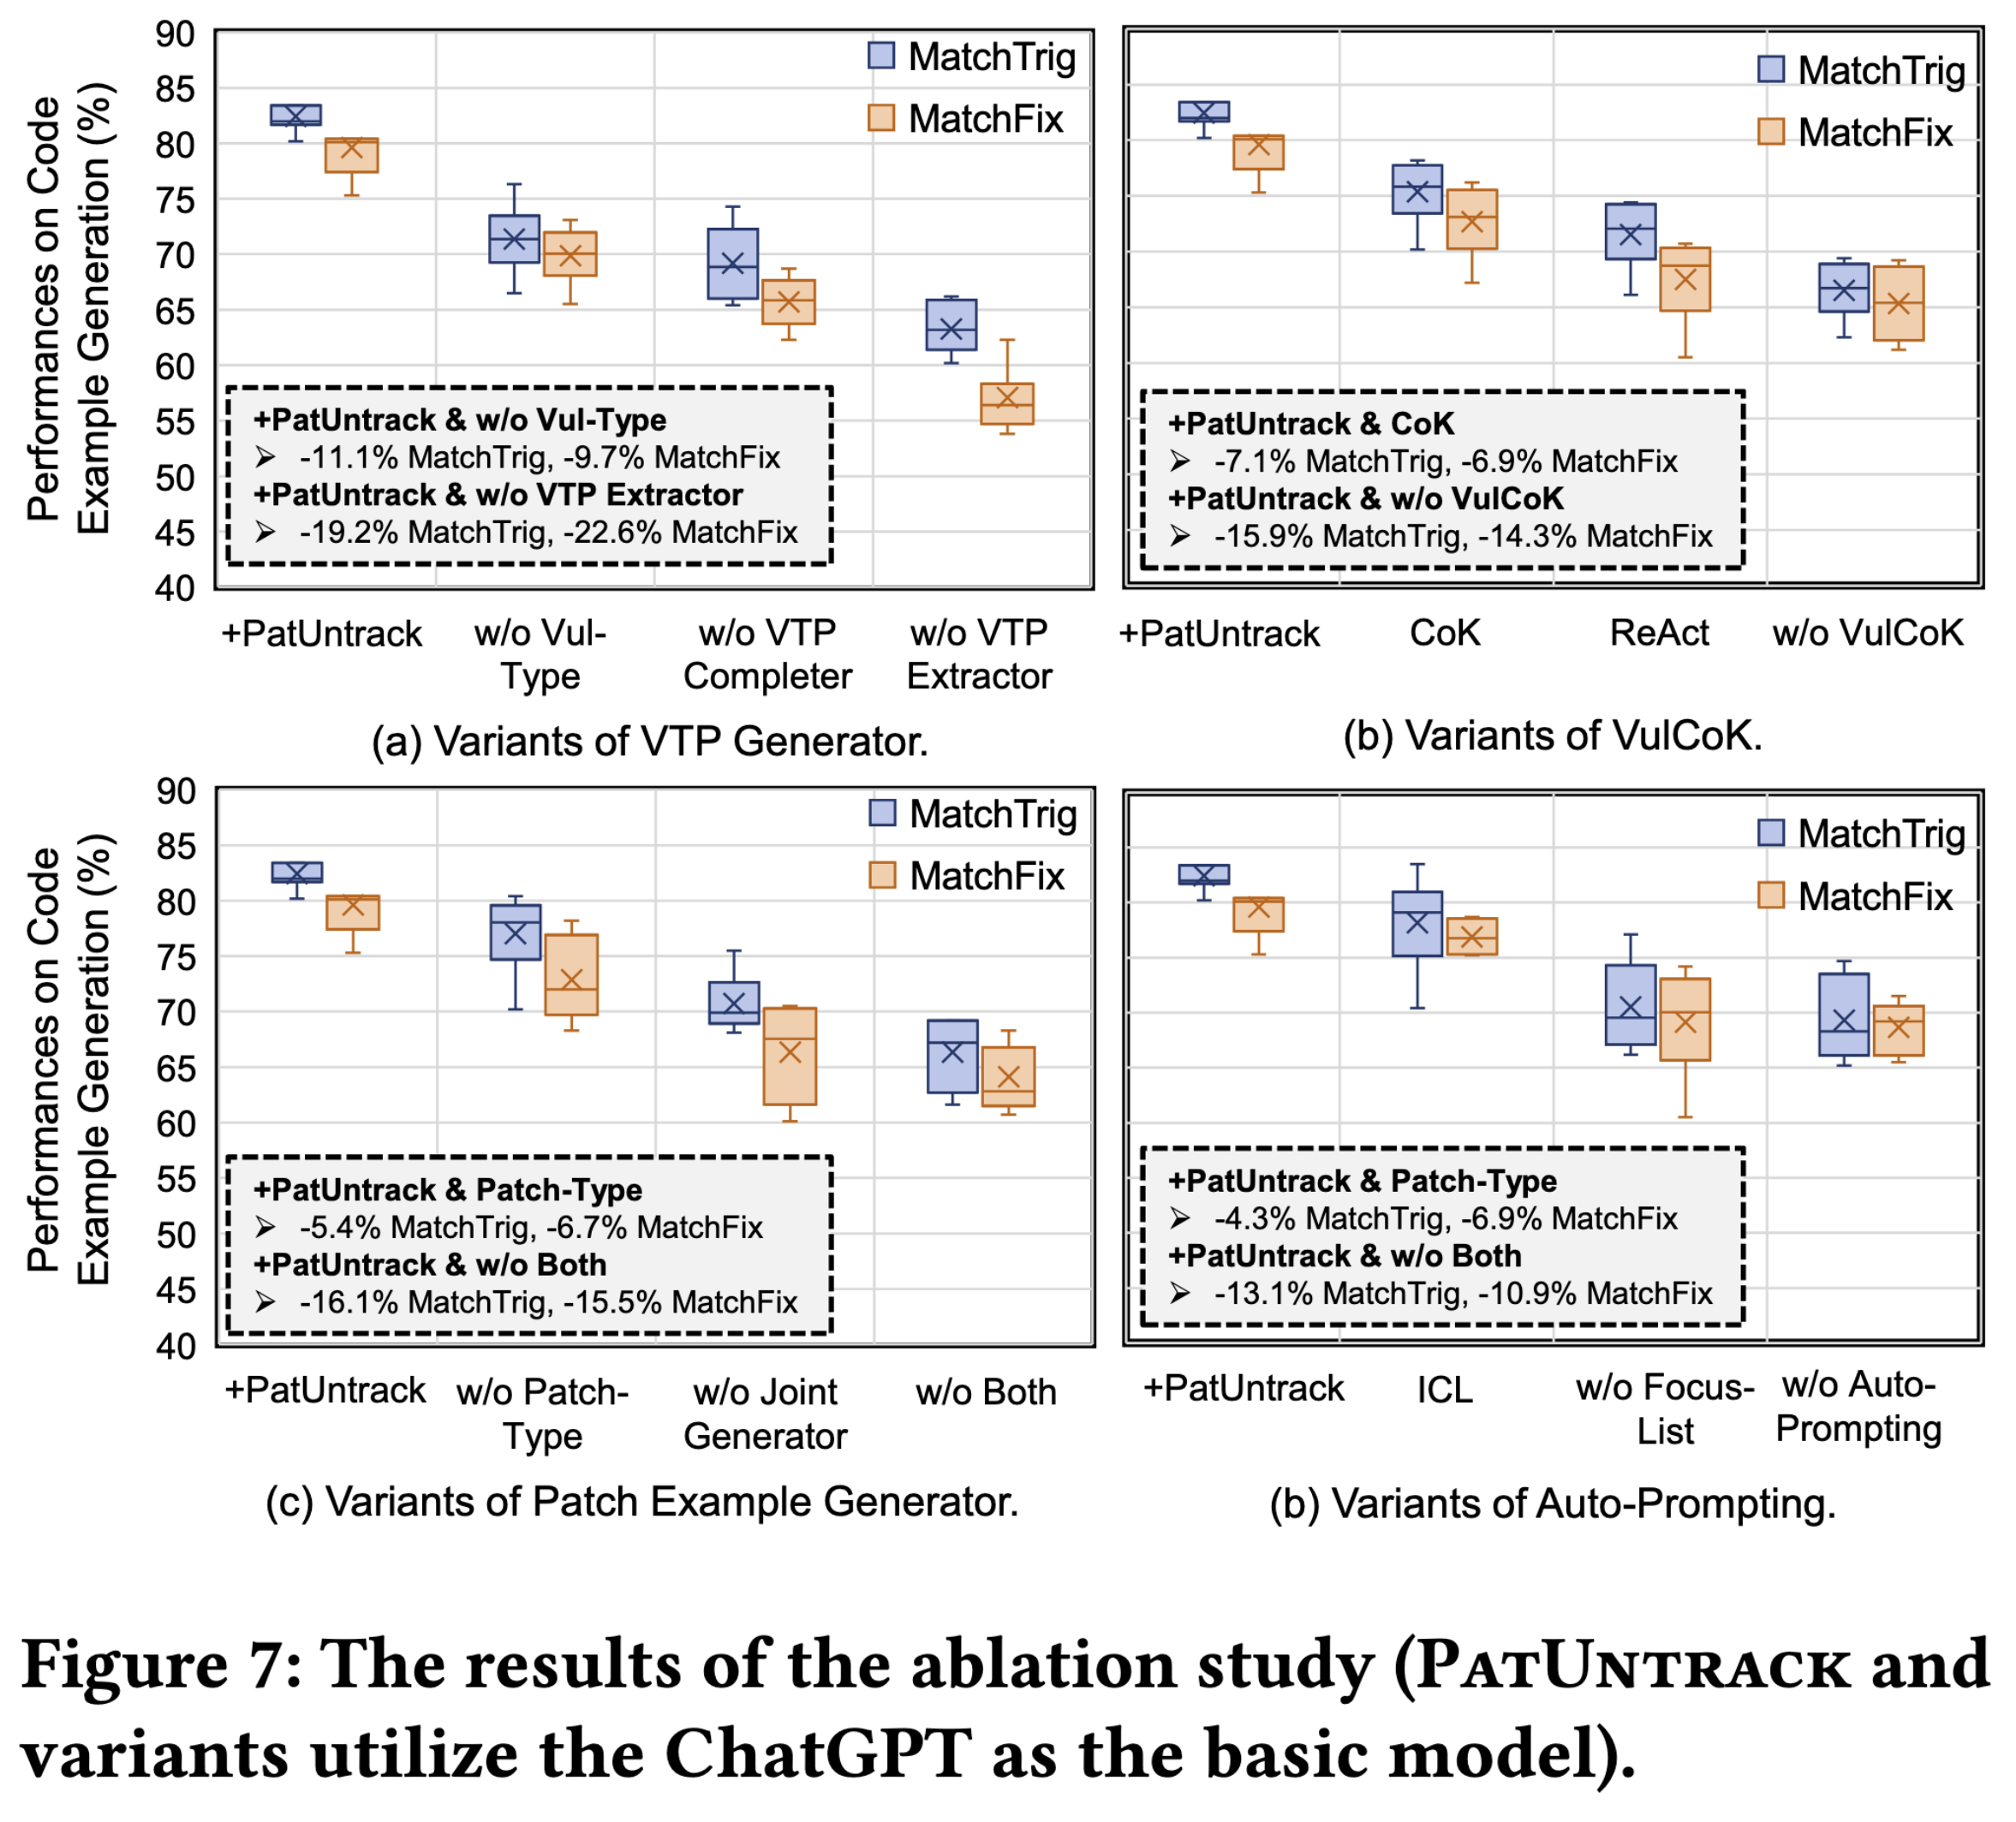 Performances on Code
Example Generation (%)
90
85
80
75
70
65
60
55
50
45
40
MatchTrig
MatchFix
+PatUntrack & w/o Vul-Type
➢ -11.1% MatchTrig, -9.7% MatchFix
+PatUntrack & w/o VTP Extractor
➢ -19.2% MatchTrig, -22.6% MatchFix
+PatUntrack
w/o Vul-
Type
w/o VTP
Completer
w/o VTP
Extractor
(a) Variants of VTP Generator.
MatchTrig
MatchFix
+PatUntrack & CoK
➢ -7.1% MatchTrig, -6.9% MatchFix
+PatUntrack & w/o VulCoK
➢ -15.9% MatchTrig, -14.3% MatchFix
+PatUntrack
CoK
ReAct
w/o VulCoK
(b) Variants of VulCoK.
Performances on Code
Example Generation (%)
90
85
80
75
70
65
60
55
50
45
40
MatchTrig
MatchFix
+PatUntrack & Patch-Type
➢ -5.4% MatchTrig, -6.7% MatchFix
+PatUntrack & w/o Both
➢ -16.1% MatchTrig, -15.5% MatchFix
+PatUntrack
w/o Patch-
Type
w/o Joint
Generator
w/o Both
(c) Variants of Patch Example Generator.
MatchTrig
MatchFix
+PatUntrack & Patch-Type
➢ -4.3% MatchTrig, -6.9% MatchFix
+PatUntrack & w/o Both
➢ -13.1% MatchTrig, -10.9% MatchFix
+PatUntrack
ICL
w/o Focus-
List
w/o Auto-
Prompting
(b) Variants of Auto-Prompting.
Figure 7: The results of the ablation study (PatUntrack and
variants utilize the ChatGPT as the basic model).